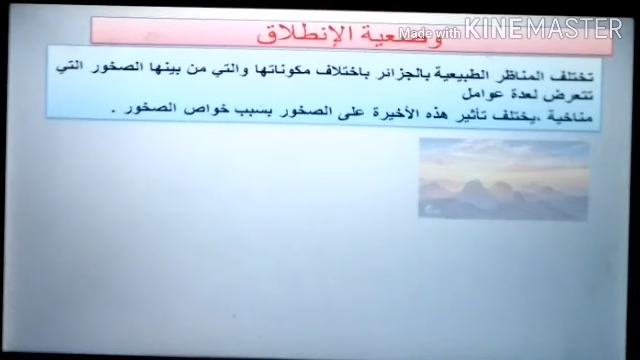 Made with KINEMASTER
وضعية الإنطلاق
تختلف المناظر الطبيعية بالجزائر باختلاف مكوناتها والتي من بينها الصخور التي
تتعرض لعدة عوامل
مناخية ،يختلف تأثير هذه الأخيرة على الصخور بسبب خواص الصخور .